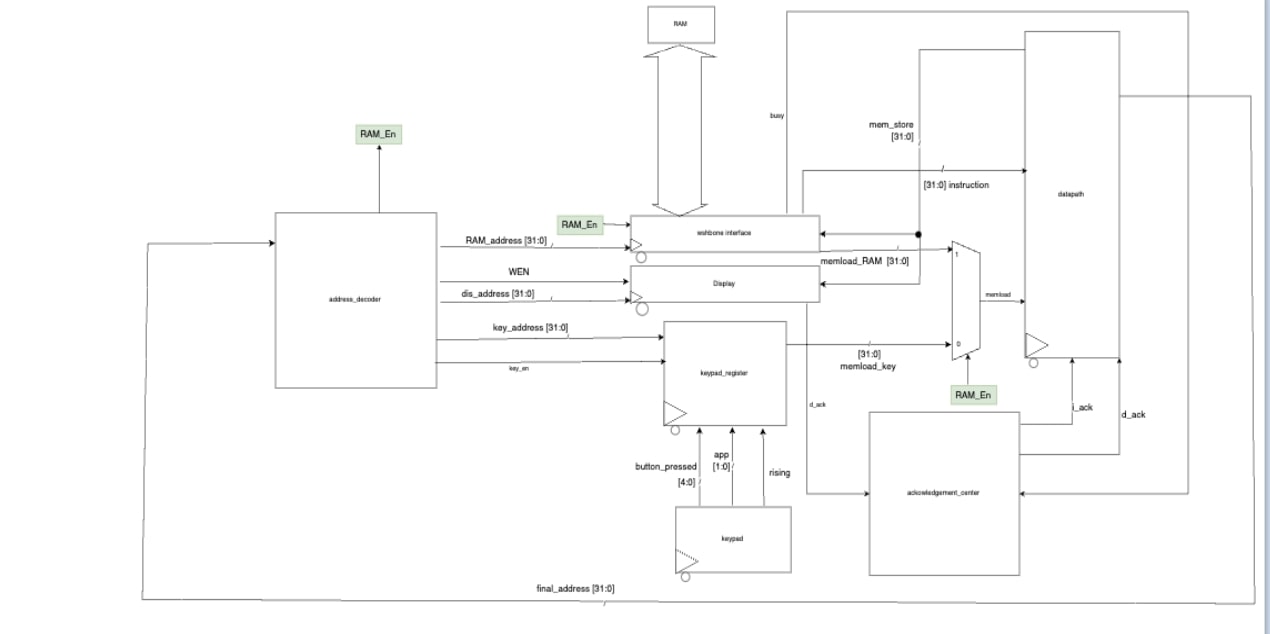 RAM
busy
mem_store
[31:0]
RAM_En
[31:0] instruction
datapath
RAM_En
wshbone interface
RAM_address [31:0]
memload_RAM [31:0]
1
WEN
Display
dis_address [31:0]
memload
address_decoder
key_address [31:0]
0
[31:0]
memload_key
key_en
keypad_register
RAM_En
d_ack
i_ack
d_ack
button_pressed
[4:0]
app
[1:0]
rising
ackowledgement_center
keypad
final_address [31:0]